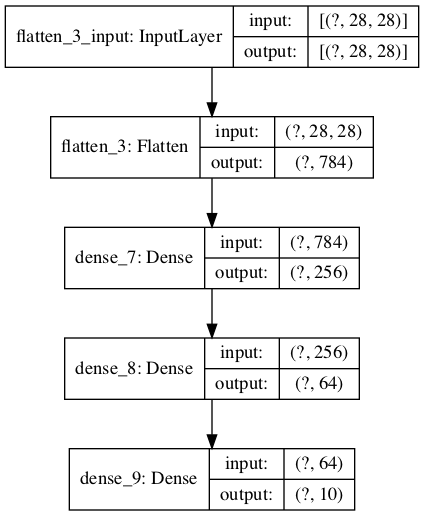 flatten_3_input: InputLayer
input: [(?, 28, 28)]
output: [(?, 28, 28)]
flatten_3: Flatten
input: (?, 28, 28)
output: (?, 784)
dense_7: Dense
input: (?, 784)
output: (?, 256)
dense_8: Dense
input: (?, 256)
output: (?, 64)
dense_9: Dense
input: (?, 64)
output: (?, 10)